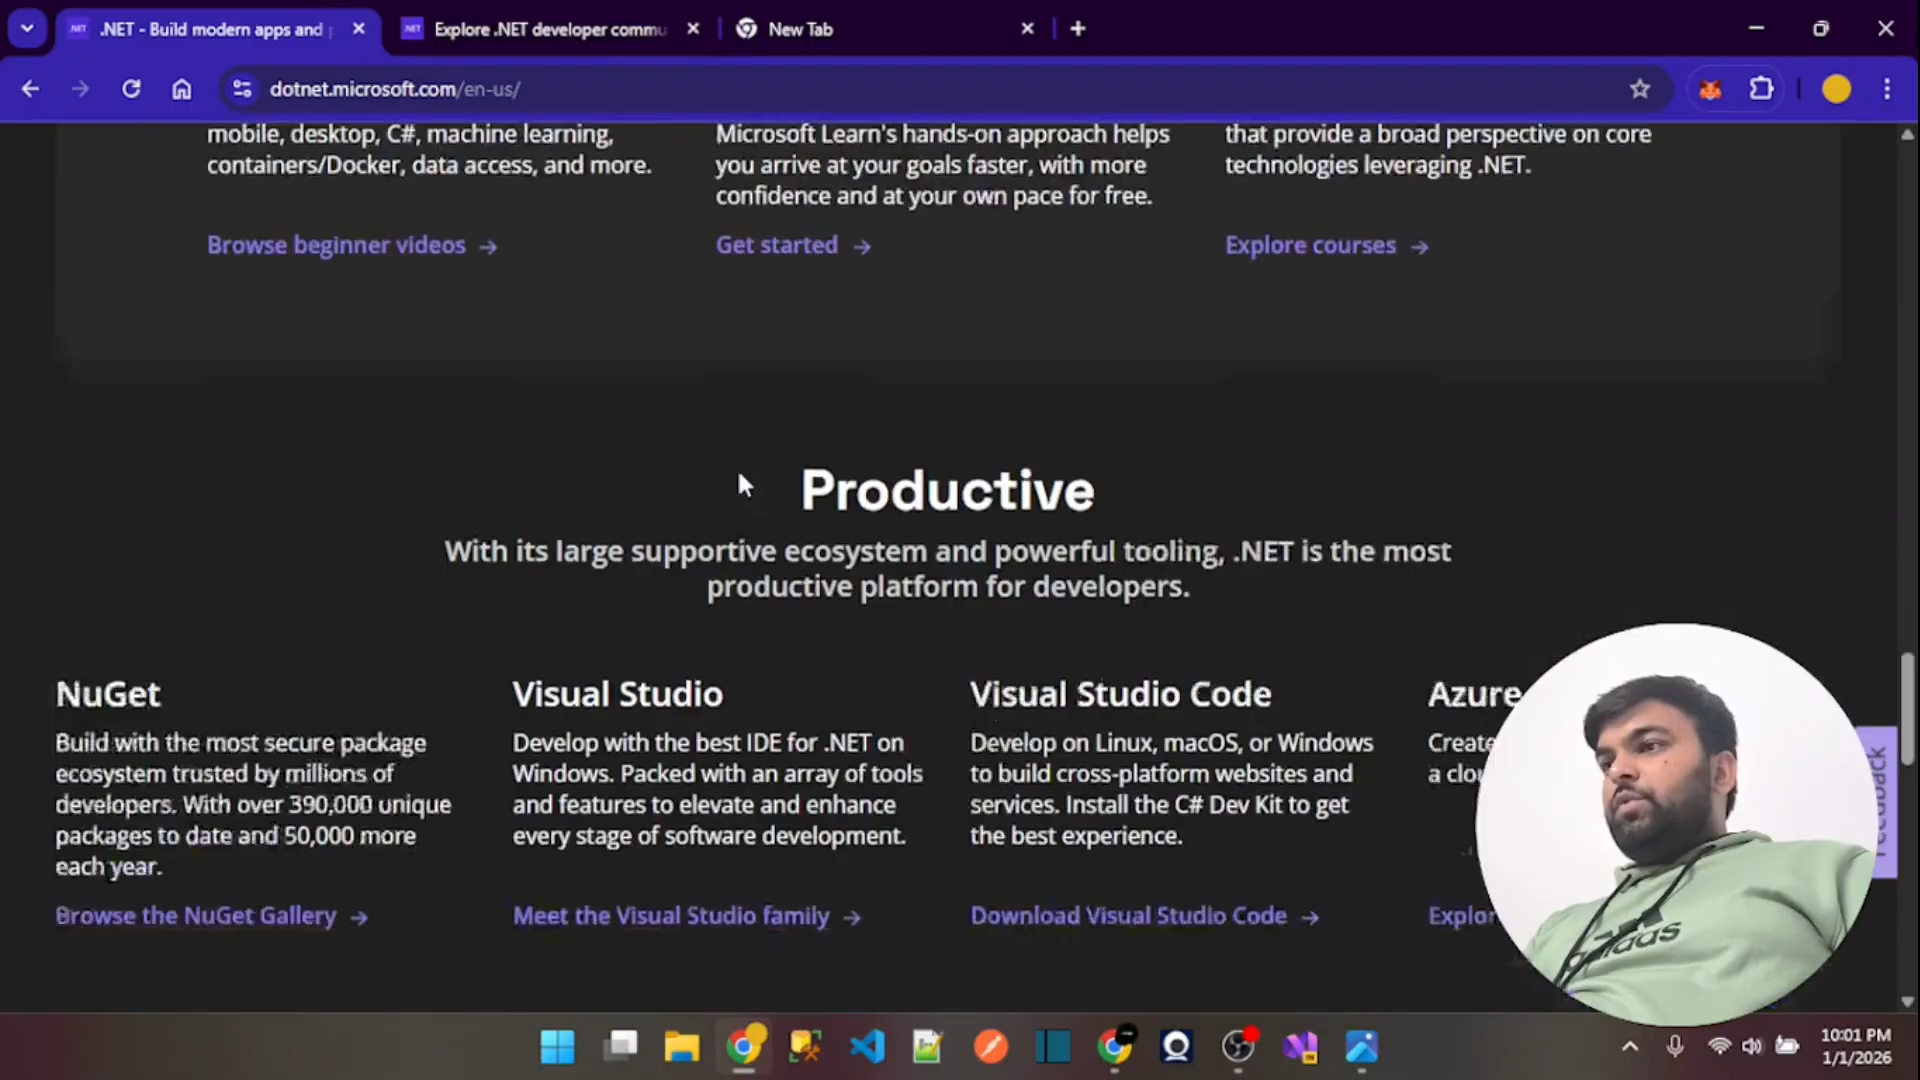 .NET - Build modern apps and p
Explore .NET developer commu
New Tab
dotnet.microsoft.com/en-us/
mobile, desktop, C#, machine learning,
containers/Docker, data access, and more.
Browse beginner videos →
Microsoft Learn's hands-on approach helps
you arrive at your goals faster, with more
confidence and at your own pace for free.
Get started →
that provide a broad perspective on core
technologies leveraging .NET.
Explore courses →
Productive
With its large supportive ecosystem and powerful tooling, .NET is the most
productive platform for developers.
NuGet
Build with the most secure package
ecosystem trusted by millions of
developers. With over 390,000 unique
packages to date and 50,000 more
each year.
Browse the NuGet Gallery →
Visual Studio
Develop with the best IDE for .NET on
Windows. Packed with an array of tools
and features to elevate and enhance
every stage of software development.
Meet the Visual Studio family →
Visual Studio Code
Develop on Linux, macOS, or Windows
to build cross-platform websites and
services. Install the C# Dev Kit to get
the best experience.
Download Visual Studio Code →
Azure
Create
a clou
Explor
Feedback
adidas
10:01 PM
1/1/2026